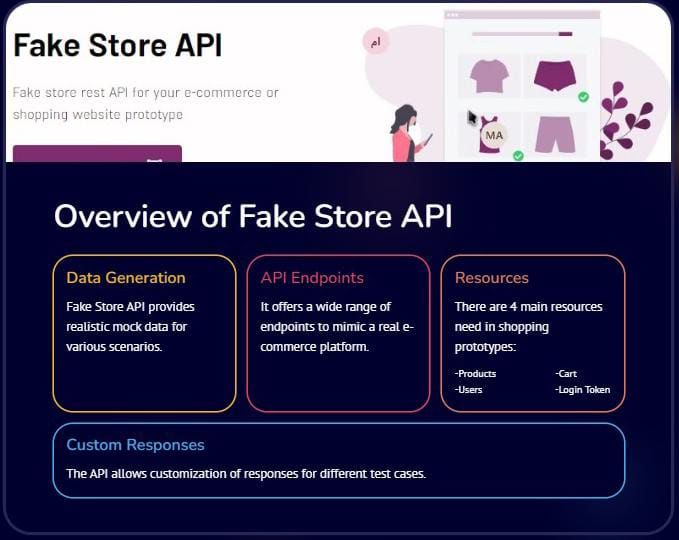 Fake Store API
Fake store rest API for your e-commerce or
shopping website prototype
ام
MA
Overview of Fake Store API
Data Generation
Fake Store API provides
realistic mock data for
various scenarios.
API Endpoints
It offers a wide range of
endpoints to mimic a real e-
commerce platform.
Resources
There are 4 main resources
need in shopping
prototypes:
-Products
-Cart
-Users
-Login Token
Custom Responses
The API allows customization of responses for different test cases.